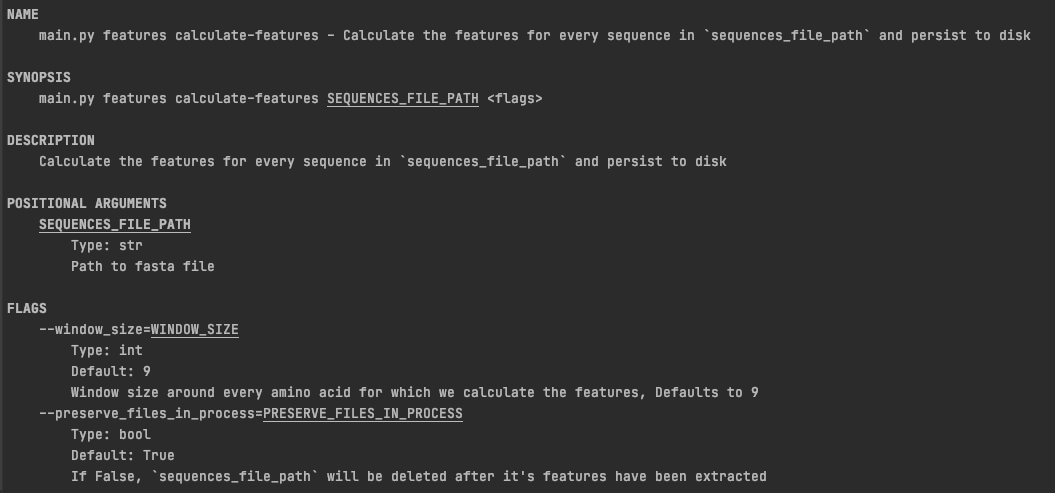 NAME
main.py features calculate-features - Calculate the features for every sequence in `sequences_file_path` and persist to disk
SYNOPSIS
main.py features calculate-features SEQUENCES_FILE_PATH <flags>
DESCRIPTION
Calculate the features for every sequence in `sequences_file_path` and persist to disk
POSITIONAL ARGUMENTS
SEQUENCES_FILE_PATH
Type: str
Path to fasta file
FLAGS
--window_size=WINDOW_SIZE
Type: int
Default: 9
Window size around every amino acid for which we calculate the features, Defaults to 9
--preserve_files_in_process=PRESERVE_FILES_IN_PROCESS
Type: bool
Default: True
If False, `sequences_file_path` will be deleted after it's features have been extracted